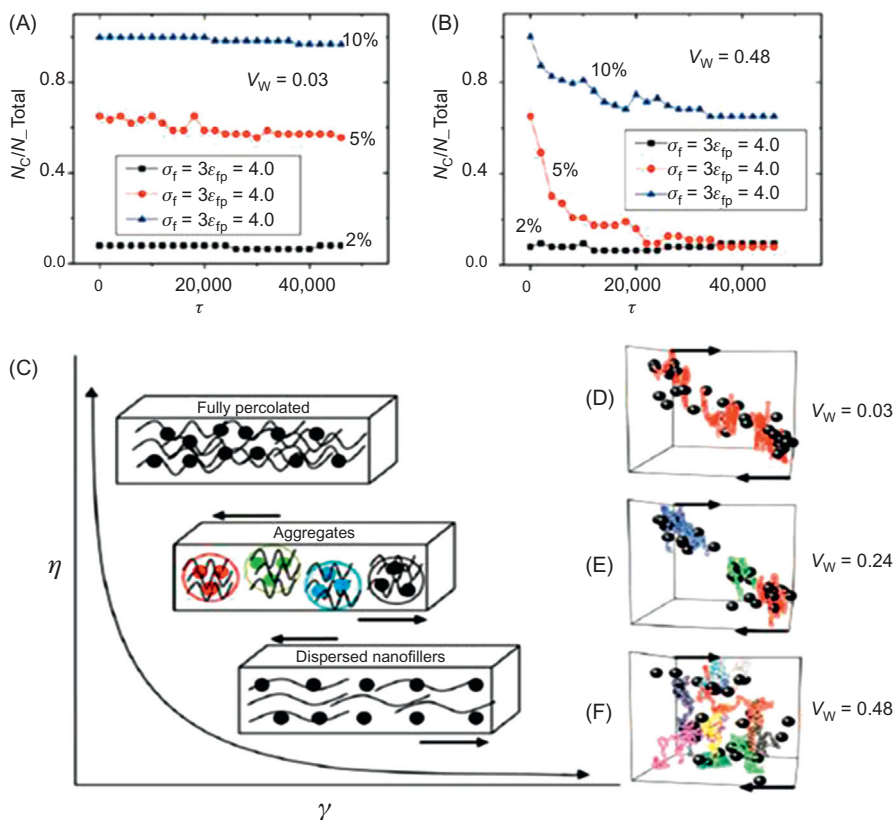 (A)
N_C/N_Total
0.8
0.4
0.0
10%
V_W = 0.03
5%
σ_f = 3ε_fp = 4.0
σ_f = 3ε_fp = 4.0
σ_f = 3ε_fp = 4.0
2%
0
20,000
40,000
τ
(B)
N_C/N_Total
0.8
0.4
0.0
10%
V_W = 0.48
5%
σ_f = 3ε_fp = 4.0
σ_f = 3ε_fp = 4.0
σ_f = 3ε_fp = 4.0
2%
0
20,000
40,000
τ
(C)
η
Fully percolated
Aggregates
Dispersed nanofillers
γ
(D)
V_W = 0.03
(E)
V_W = 0.24
(F)
V_W = 0.48